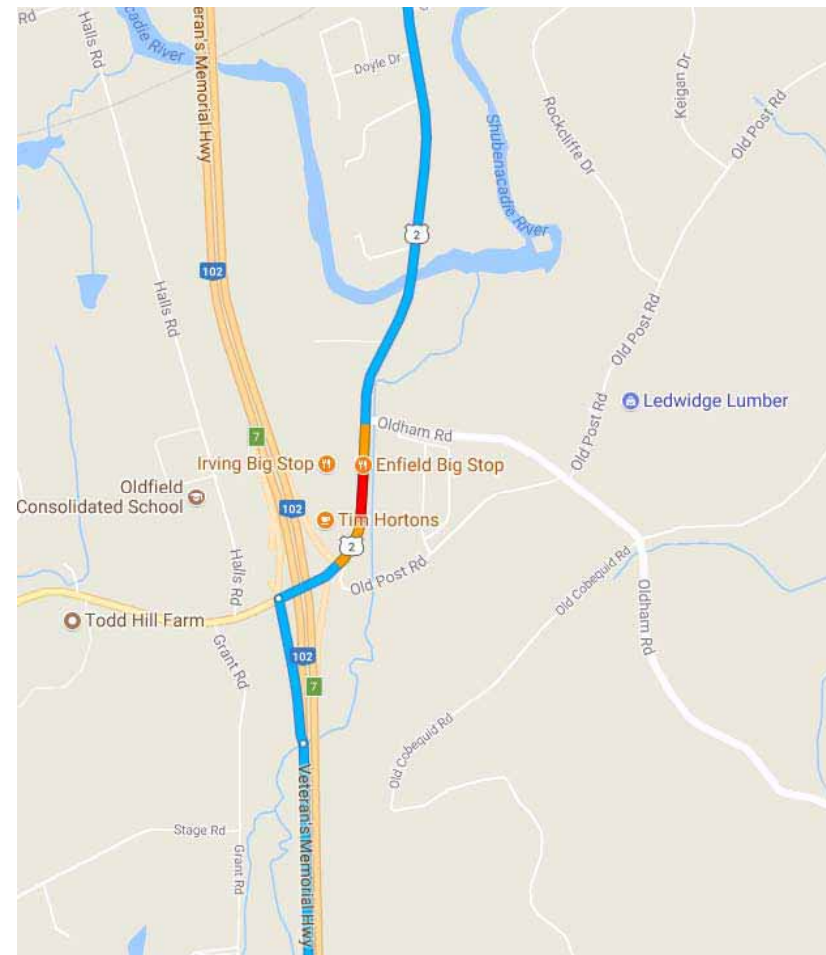 Rd
Halls Rd
acadie River
eran's Memorial Hwy
Doyle Dr
Shubenacadie
River
Rockcliffe Dr
Keigan Dr
Old Post Rd
2
102
Halls Rd
Old Post Rd
Ledwidge Lumber
Old Post Rd
Oldham Rd
7
Irving Big Stop
Enfield Big Stop
Oldfield
Consolidated School
102
Tim Hortons
2
Halls Rd
Old Post Rd
Old Cobequid Rd
Oldham Rd
Todd Hill Farm
Grant Rd
102
7
Old Cobequid Rd
Veteran's Memorial Hwy
Stage Rd
Grant Rd